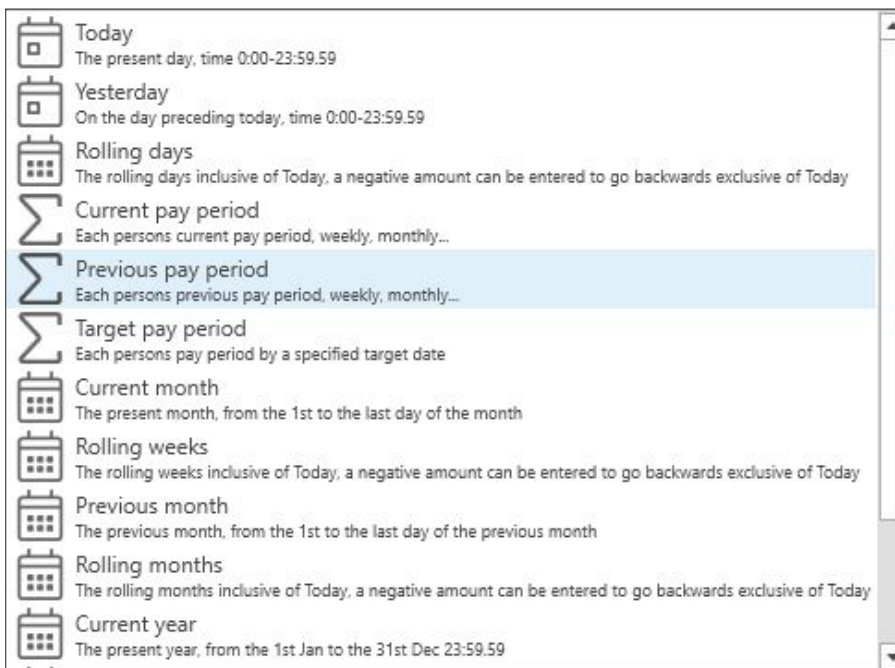 Today
The present day, time 0:00-23:59.59
Yesterday
On the day preceding today, time 0:00-23:59.59
Rolling days
The rolling days inclusive of Today, a negative amount can be entered to go backwards exclusive of Today
Current pay period
Each persons current pay period, weekly, monthly...
Previous pay period
Each persons previous pay period, weekly, monthly...
Target pay period
Each persons pay period by a specified target date
Current month
The present month, from the 1st to the last day of the month
Rolling weeks
The rolling weeks inclusive of Today, a negative amount can be entered to go backwards exclusive of Today
Previous month
The previous month, from the 1st to the last day of the previous month
Rolling months
The rolling months inclusive of Today, a negative amount can be entered to go backwards exclusive of Today
Current year
The present year, from the 1st Jan to the 31st Dec 23:59.59